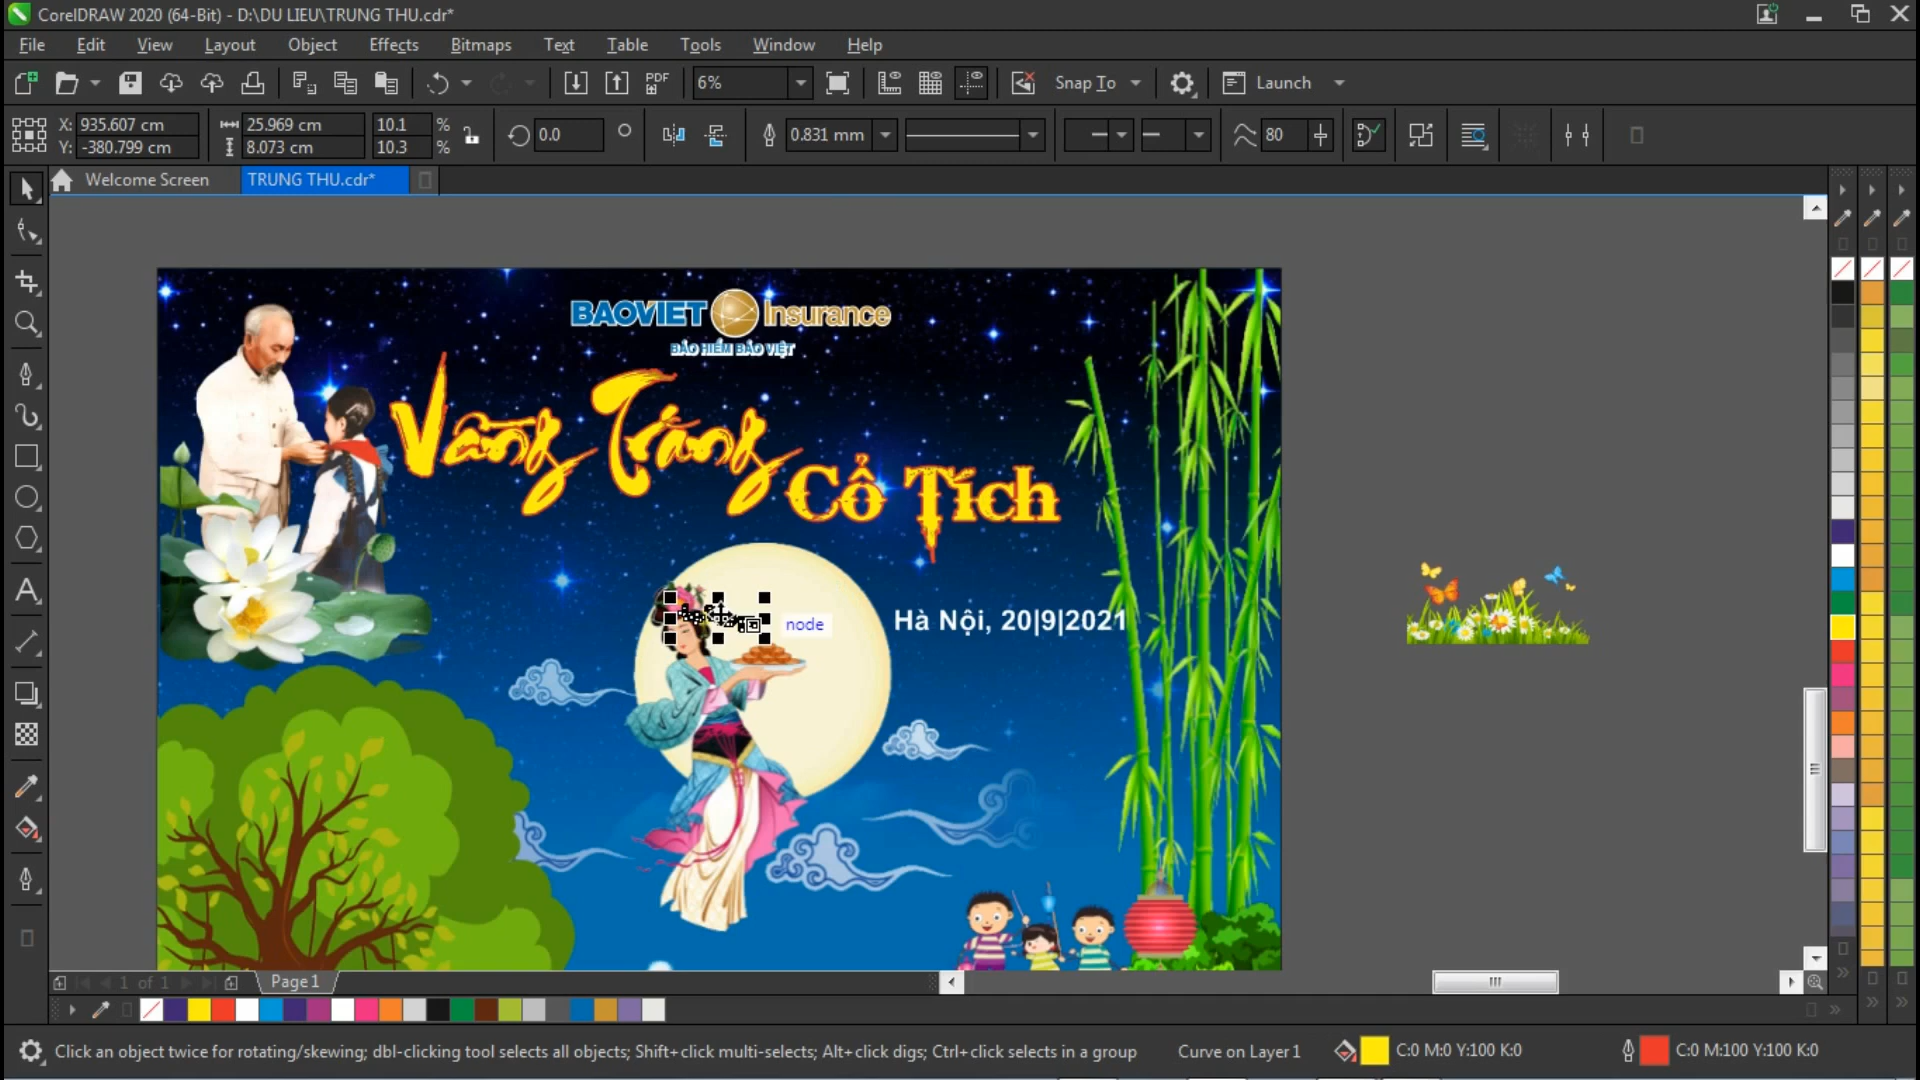 CorelDRAW 2020 (64-Bit) - D:\DU LIEU\TRUNG THU.cdr*
File Edit View Layout Object Effects Bitmaps Text Table Tools Window Help
PDF 6% Snap To Launch
X: 935.607 cm 25.969 cm 10.1 % 0.0 0.831 mm 80
Y: -380.799 cm 8.073 cm 10.3 %
Welcome Screen TRUNG THU.cdr*
BAOVIET Insurance
BẢO HIỂM BẢO VIỆT
Vầng Trăng
Cổ Tích
node
Hà Nội, 20|9|2021
1 of 1 Page 1
Click an object twice for rotating/skewing; dbl-clicking tool selects all objects; Shift+click multi-selects; Alt+click digs; Ctrl+click selects in a group Curve on Layer 1 C:0 M:0 Y:100 K:0 C:0 M:100 Y:100 K:0